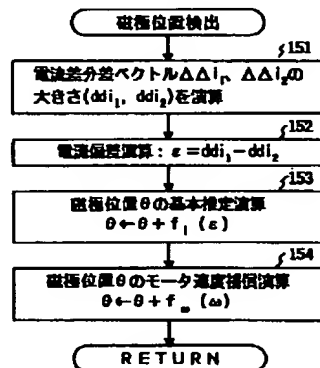 磁極位置検出
151
電流差分差ベクトルΔΔi₁, ΔΔi₂の
大きさ(ddi₁, ddi₂)を演算
152
電流偏差演算：ε=ddi₁−ddi₂
153
磁極位置θの基本推定演算
θ←θ+f₁(ε)
154
磁極位置θのモータ速度補償演算
θ←θ+f∞(ω)
RETURN